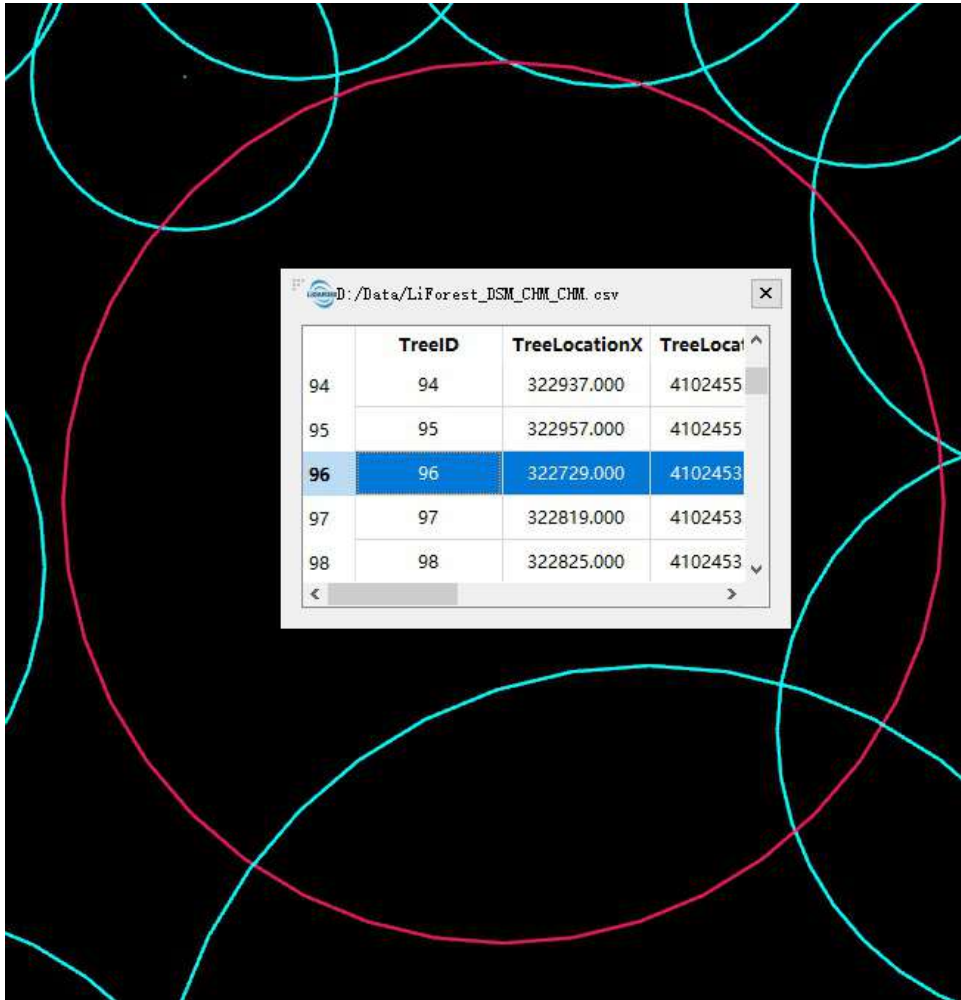 D:/Data/LiForest_DSM_CHM_CHM.csv
TreeID TreeLocationX TreeLocat
94 94 322937.000 4102455
95 95 322957.000 4102455
96 96 322729.000 4102453
97 97 322819.000 4102453
98 98 322825.000 4102453